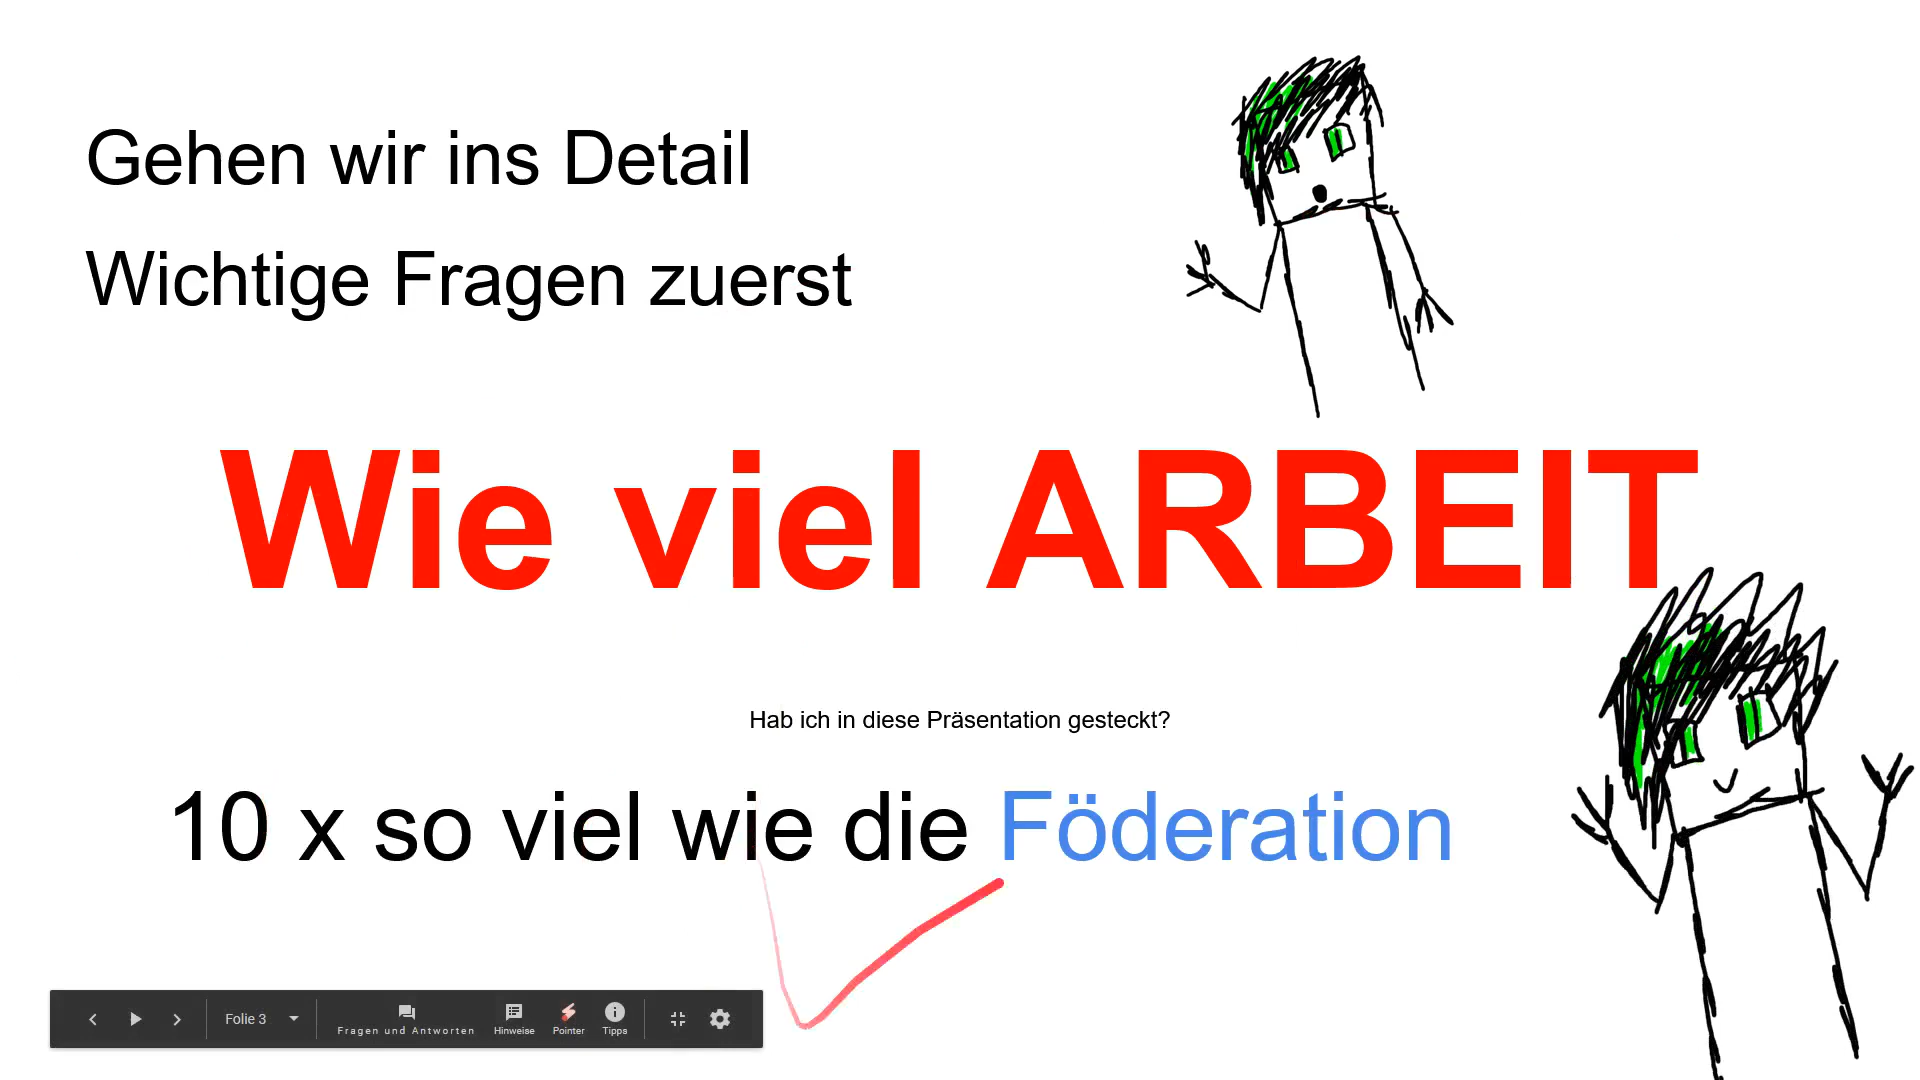 Gehen wir ins Detail
Wichtige Fragen zuerst
Wie viel ARBEIT
Hab ich in diese Präsentation gesteckt?
10 x so viel wie die Föderation
Folie 3
Fragen und Antworten
Hinweise
Pointer
Tipps